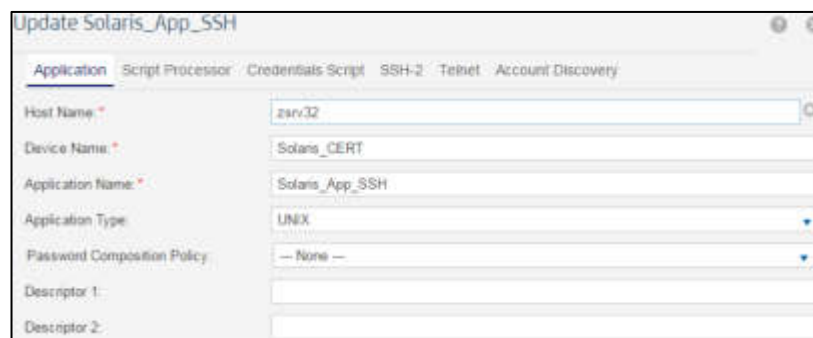 Update Solaris_App_SSH
Application Script Processor Credentials Script SSH-2 Telnet Account Discovery
Host Name: * zsrv32
Device Name: * Solaris_CERT
Application Name: * Solaris_App_SSH
Application Type: UNIX
Password Composition Policy: — None —
Descriptor 1:
Descriptor 2: